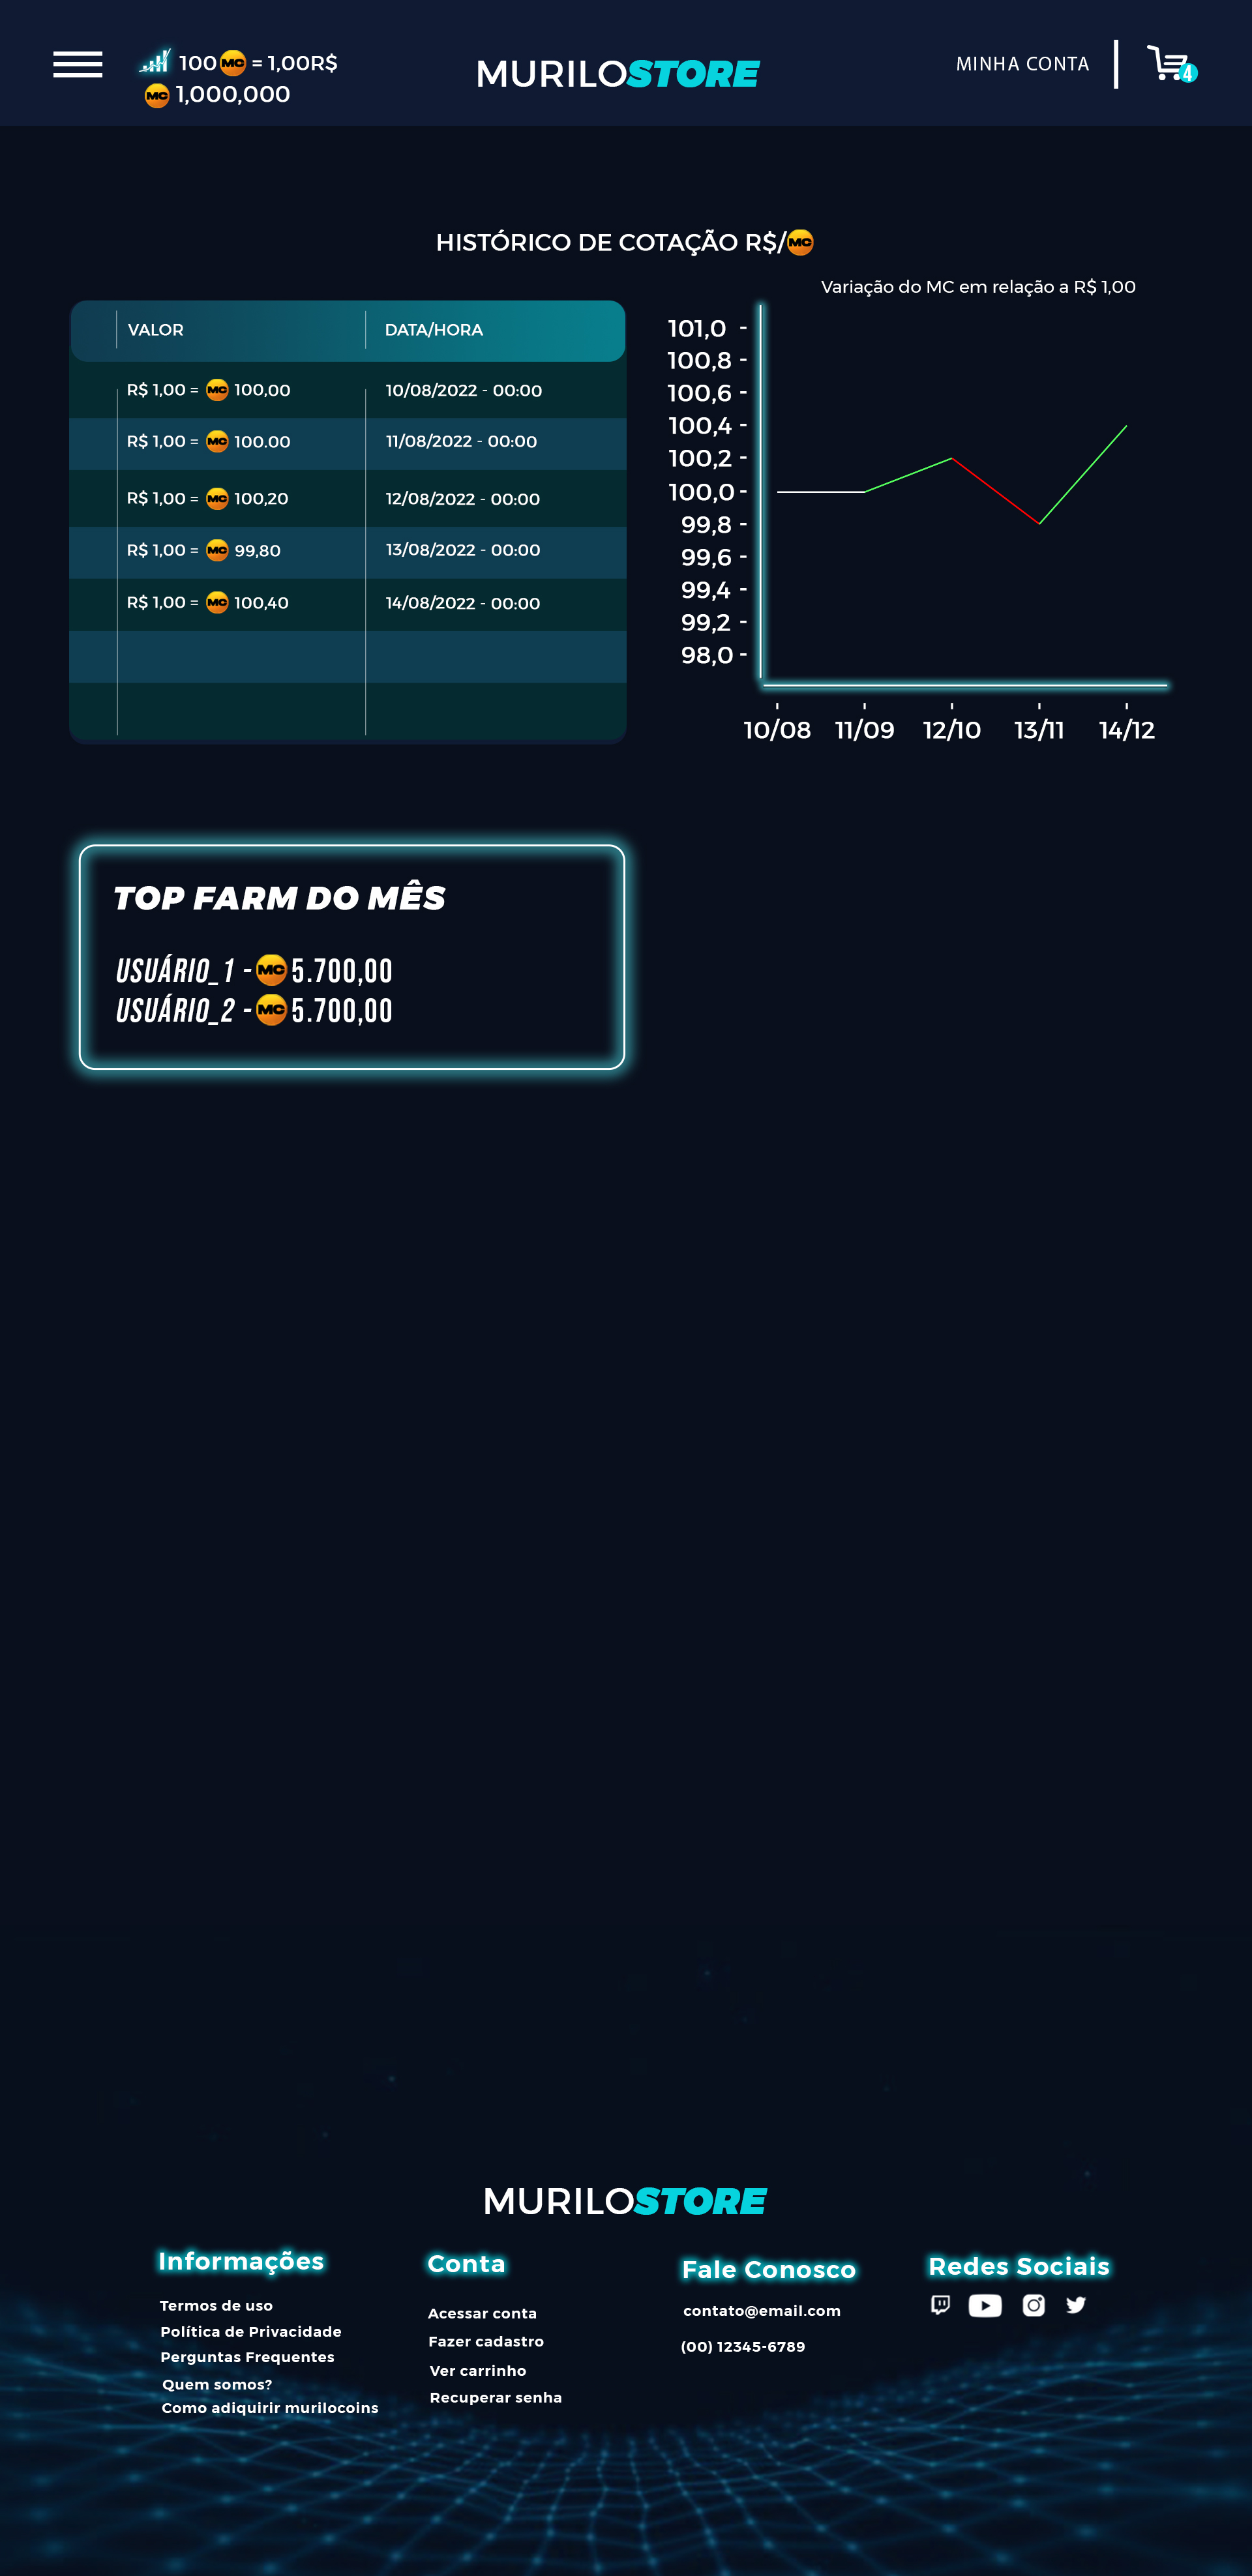 100 MC = 1,00R$
MC 1,000,000
MURILOSTORE
MINHA CONTA
4
HISTÓRICO DE COTAÇÃO R$/MC
VALOR DATA/HORA
R$ 1,00 = MC 100,00 10/08/2022 - 00:00
R$ 1,00 = MC 100.00 11/08/2022 - 00:00
R$ 1,00 = MC 100,20 12/08/2022 - 00:00
R$ 1,00 = MC 99,80 13/08/2022 - 00:00
R$ 1,00 = MC 100,40 14/08/2022 - 00:00
Variação do MC em relação a R$ 1,00
101,0 -
100,8 -
100,6 -
100,4 -
100,2 -
100,0 -
99,8 -
99,6 -
99,4 -
99,2 -
98,0 -
10/08 11/09 12/10 13/11 14/12
TOP FARM DO MÊS
USUÁRIO_1 - MC 5.700,00
USUÁRIO_2 - MC 5.700,00
MURILOSTORE
Informações
Termos de uso
Política de Privacidade
Perguntas Frequentes
Quem somos?
Como adiquirir murilocoins
Conta
Acessar conta
Fazer cadastro
Ver carrinho
Recuperar senha
Fale Conosco
contato@email.com
(00) 12345-6789
Redes Sociais